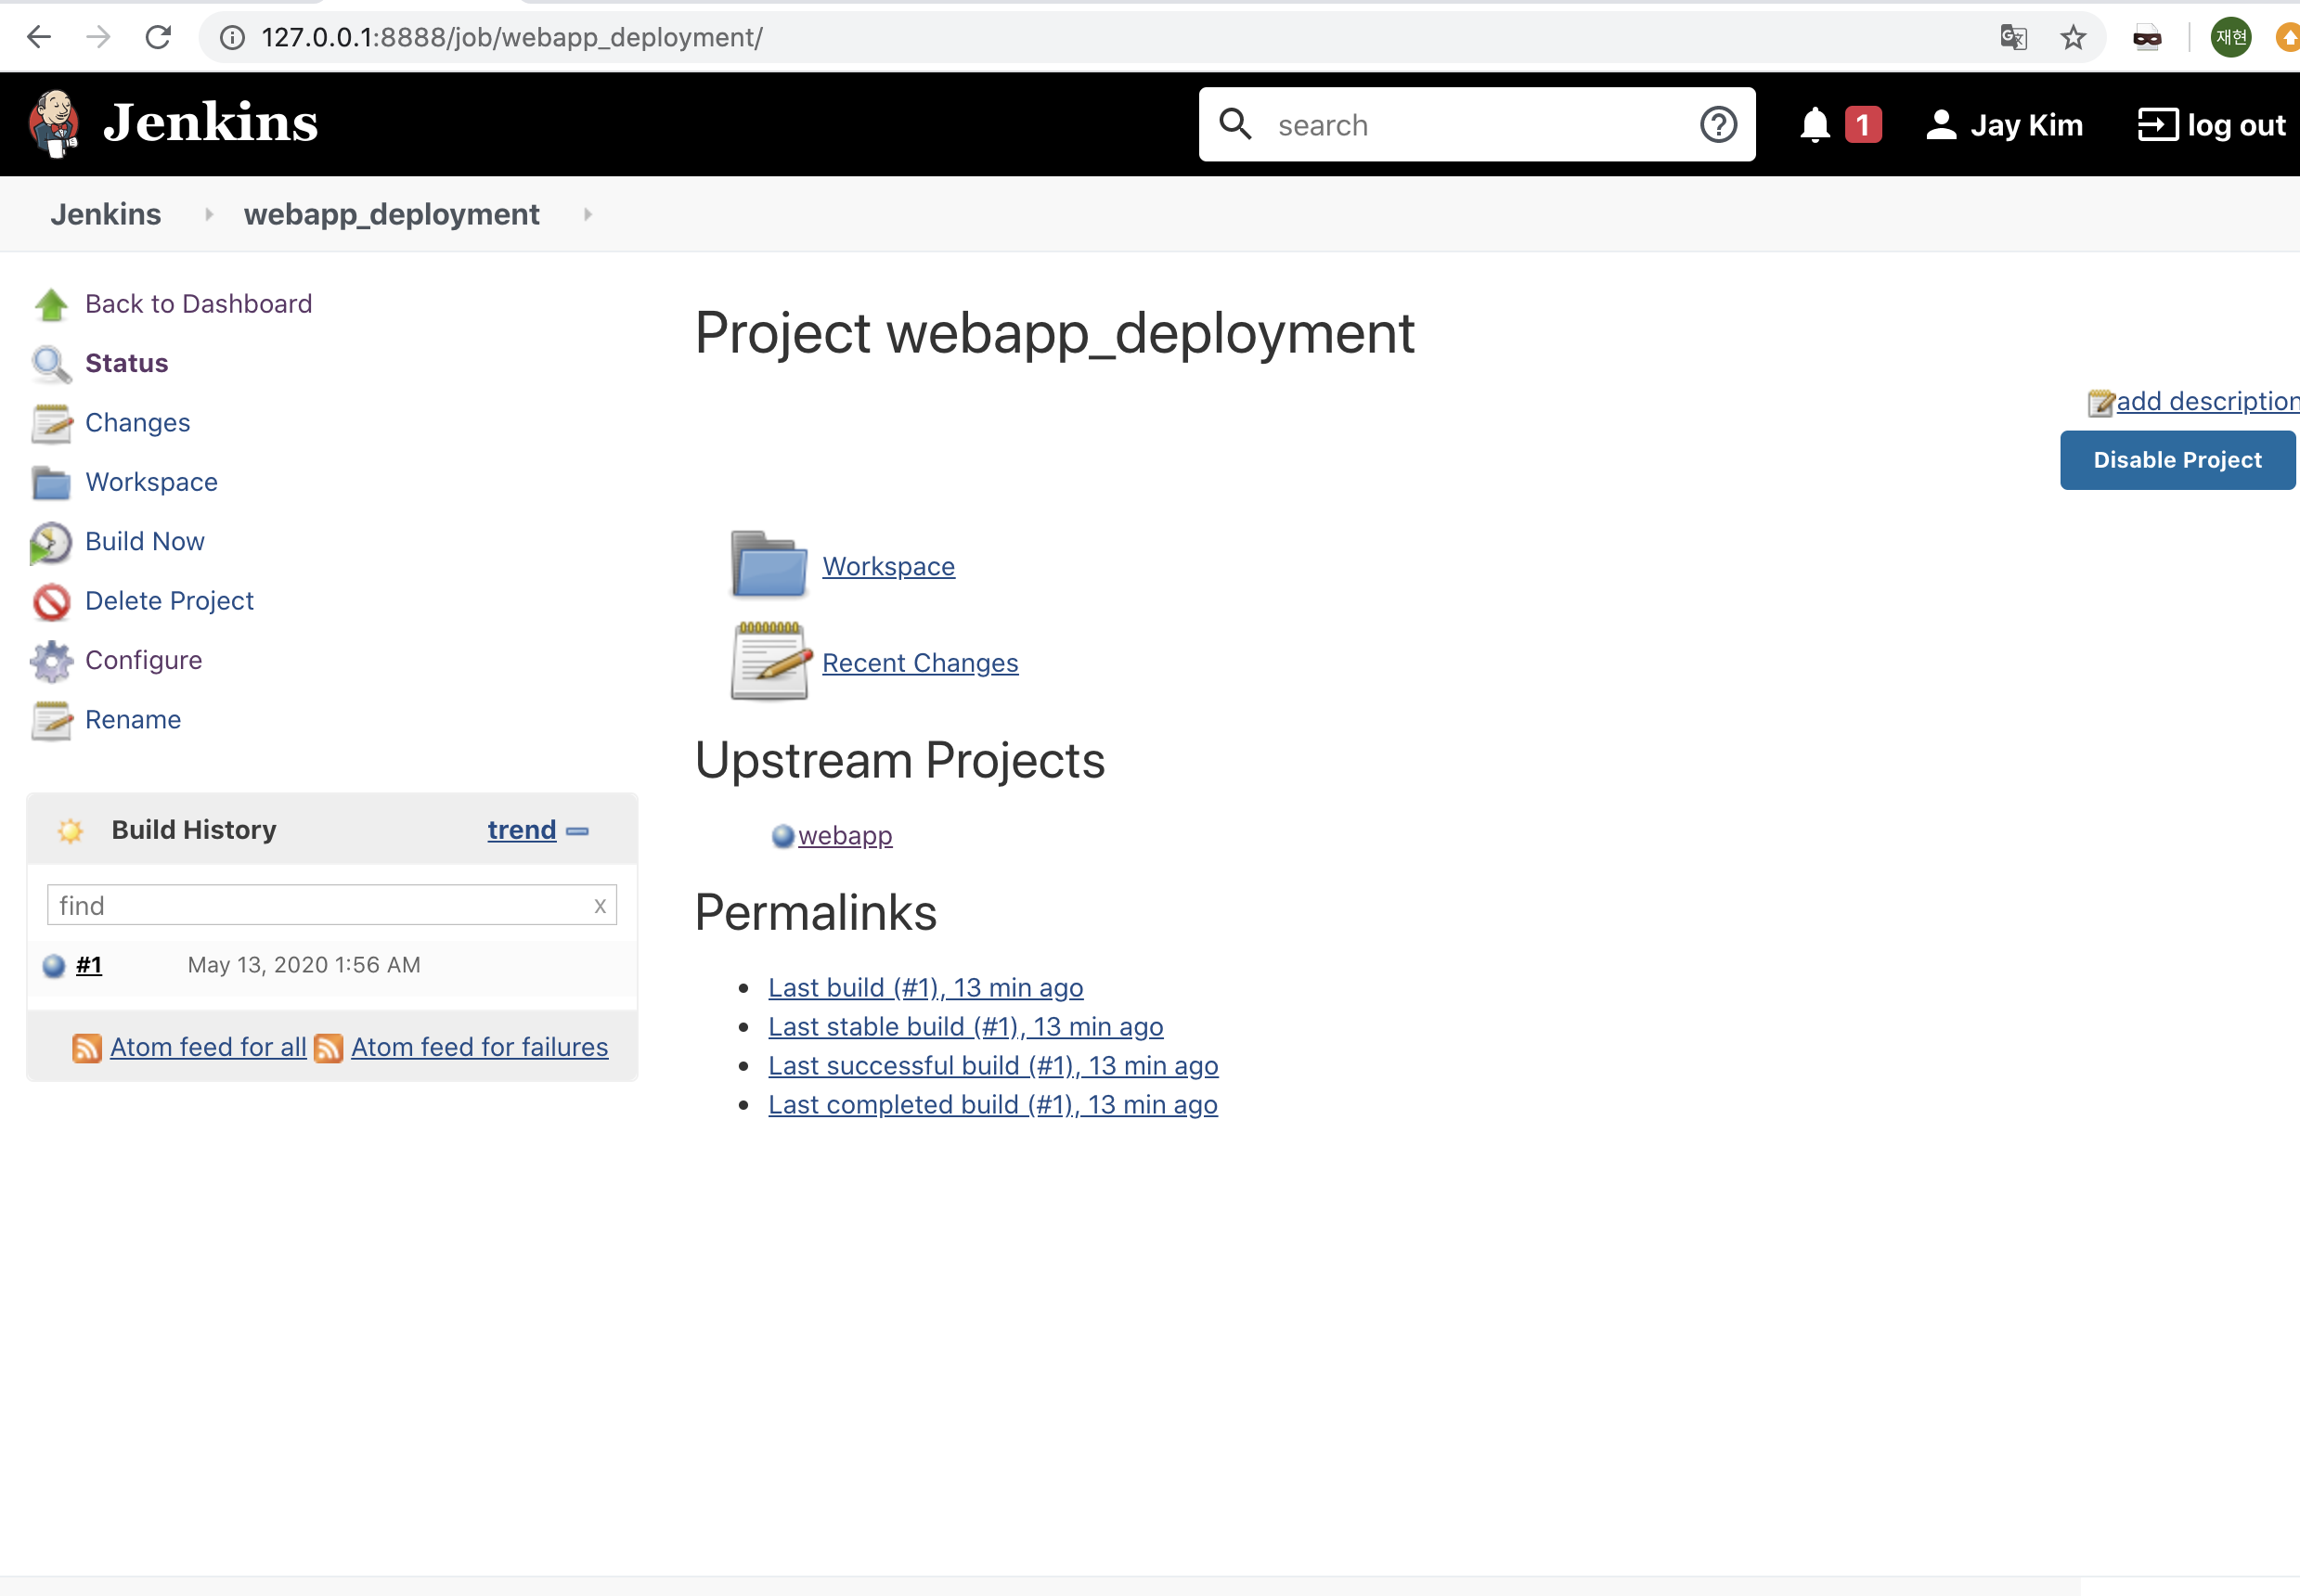 127.0.0.1:8888/job/webapp_deployment/
재현
Jenkins
search
1
Jay Kim
log out
Jenkins
webapp_deployment
Back to Dashboard
Status
Changes
Workspace
Build Now
Delete Project
Configure
Rename
Build History
trend
find
x
#1
May 13, 2020 1:56 AM
Atom feed for all
Atom feed for failures
Project webapp_deployment
add description
Disable Project
Workspace
Recent Changes
Upstream Projects
webapp
Permalinks
Last build (#1), 13 min ago
Last stable build (#1), 13 min ago
Last successful build (#1), 13 min ago
Last completed build (#1), 13 min ago